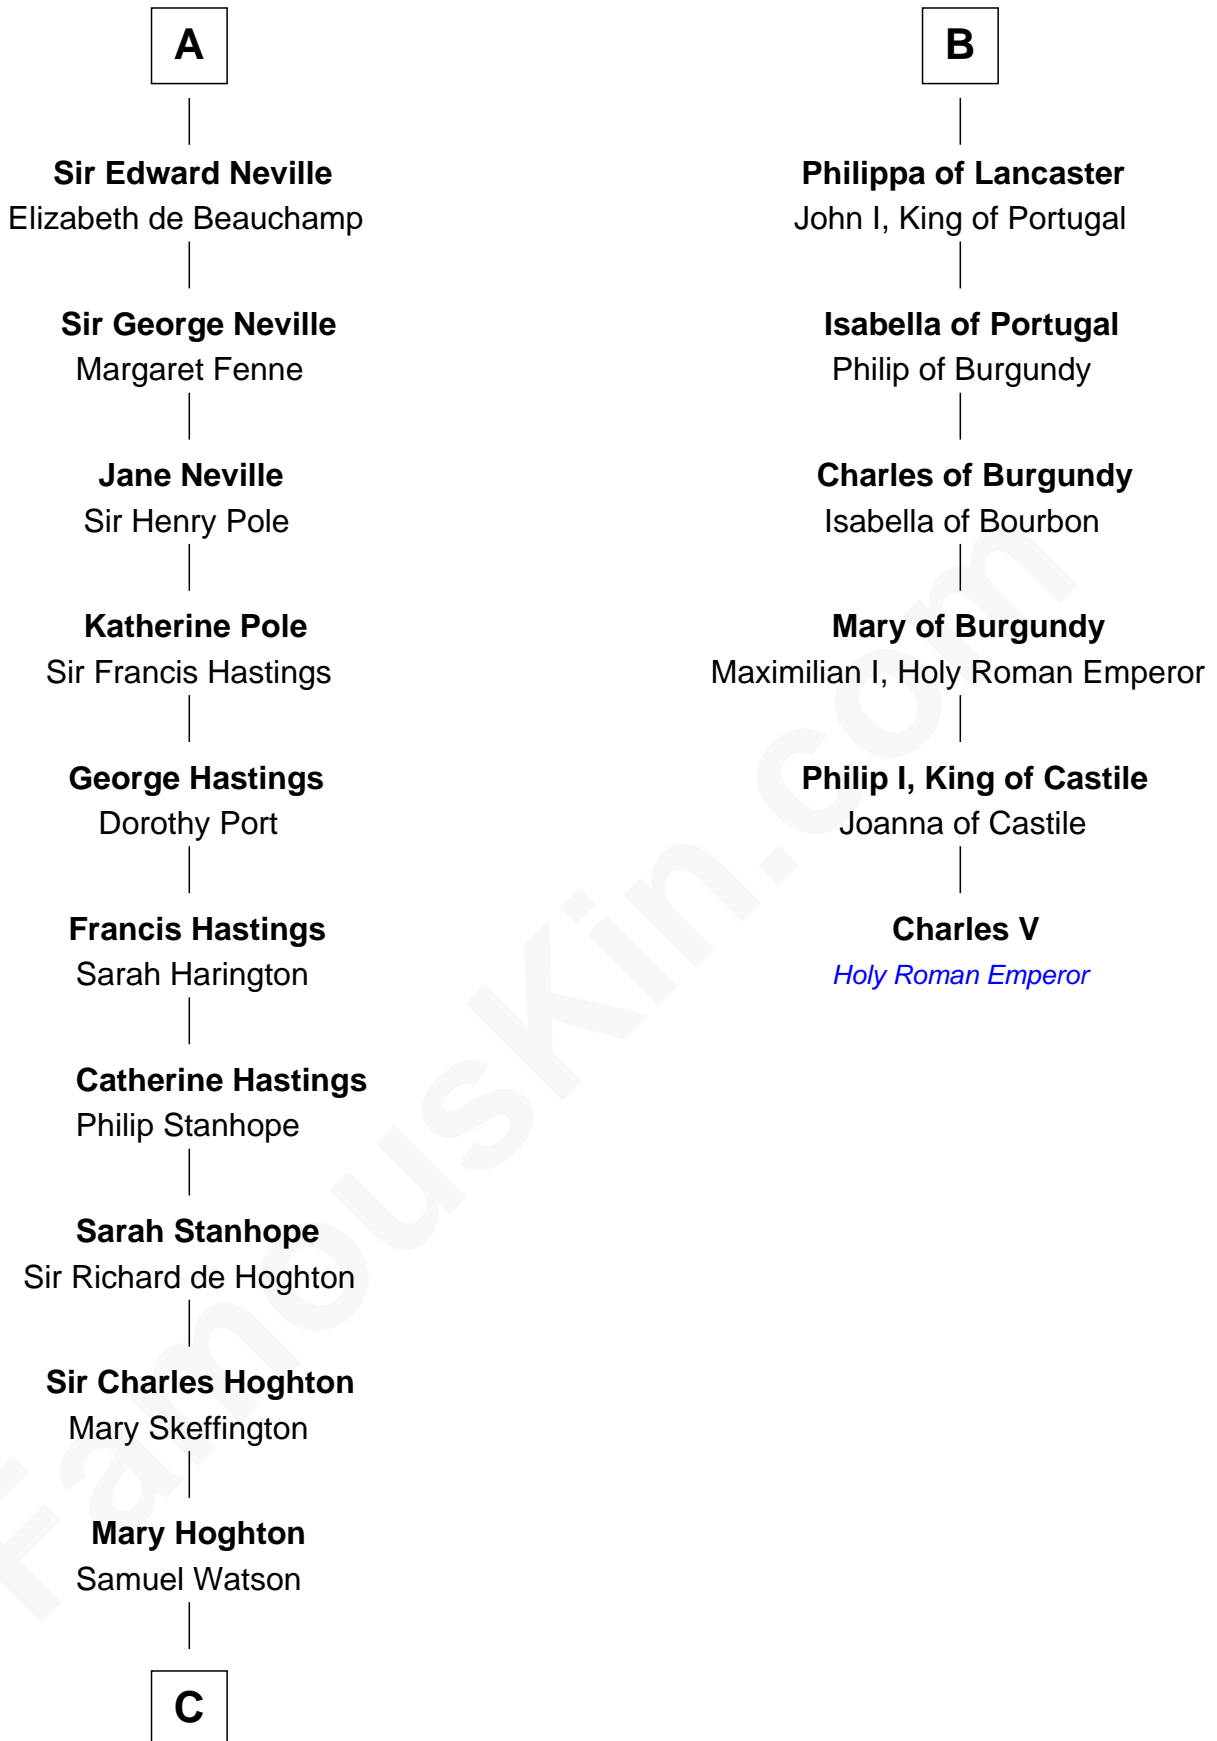 A
Sir Edward Neville
Elizabeth de Beauchamp
Sir George Neville
Margaret Fenne
Jane Neville
Sir Henry Pole
Katherine Pole
Sir Francis Hastings
George Hastings
Dorothy Port
Francis Hastings
Sarah Harington
Catherine Hastings
Philip Stanhope
Sarah Stanhope
Sir Richard de Hoghton
Sir Charles Hoghton
Mary Skeffington
Mary Hoghton
Samuel Watson
C
B
Philippa of Lancaster
John I, King of Portugal
Isabella of Portugal
Philip of Burgundy
Charles of Burgundy
Isabella of Bourbon
Mary of Burgundy
Maximilian I, Holy Roman Emperor
Philip I, King of Castile
Joanna of Castile
Charles V
Holy Roman Emperor
FamousKin.com